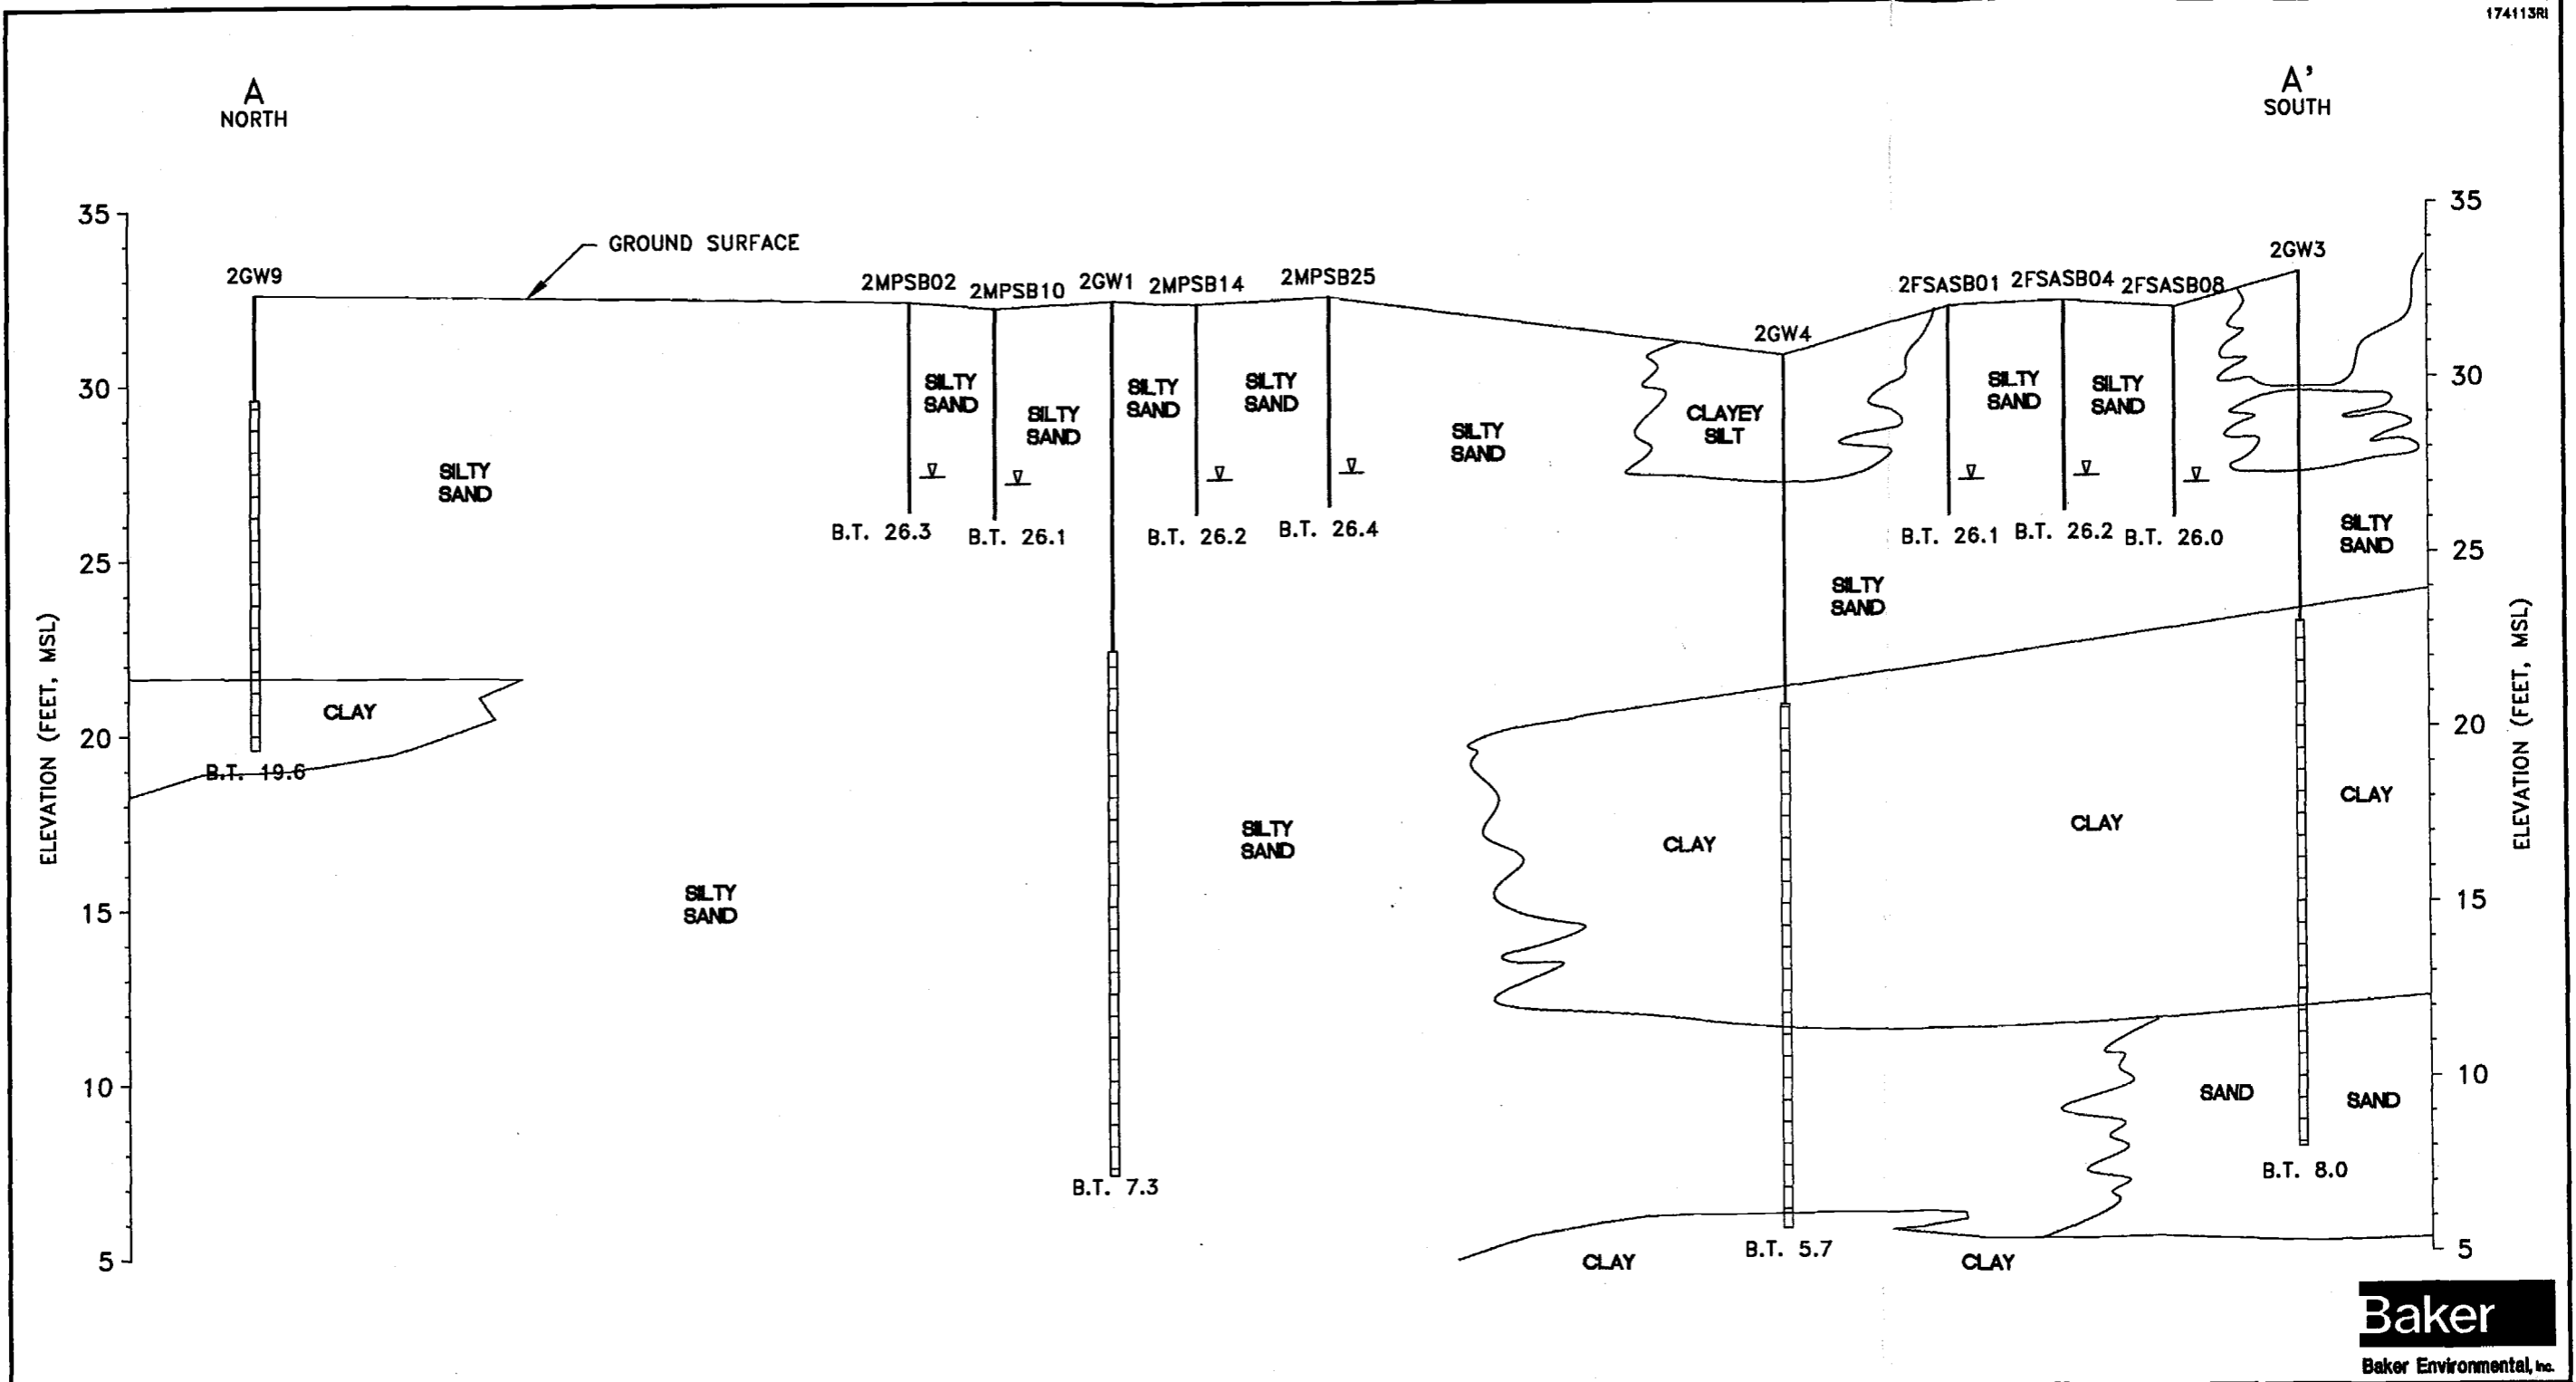 174113RI
A
NORTH
A'
SOUTH
35
35
GROUND SURFACE
2GW9
2MPSB02
2MPSB10
2GW1
2MPSB14
2MPSB25
2GW4
2FSASB01
2FSASB04
2FSASB08
2GW3
30
30
SILTY
SAND
SILTY
SAND
SILTY
SAND
SILTY
SAND
SILTY
SAND
SILTY
SAND
CLAYEY
SILT
SILTY
SAND
SILTY
SAND
B.T. 26.3
B.T. 26.1
B.T. 26.2
B.T. 26.4
B.T. 26.1
B.T. 26.2
B.T. 26.0
SILTY
SAND
25
25
SILTY
SAND
ELEVATION (FEET, MSL)
ELEVATION (FEET, MSL)
CLAY
20
20
B.T. 19.6
CLAY
CLAY
CLAY
SILTY
SAND
SILTY
SAND
15
15
10
10
SAND
SAND
B.T. 7.3
B.T. 8.0
5
5
B.T. 5.7
CLAY
CLAY
Baker
Baker Environmental, Inc.